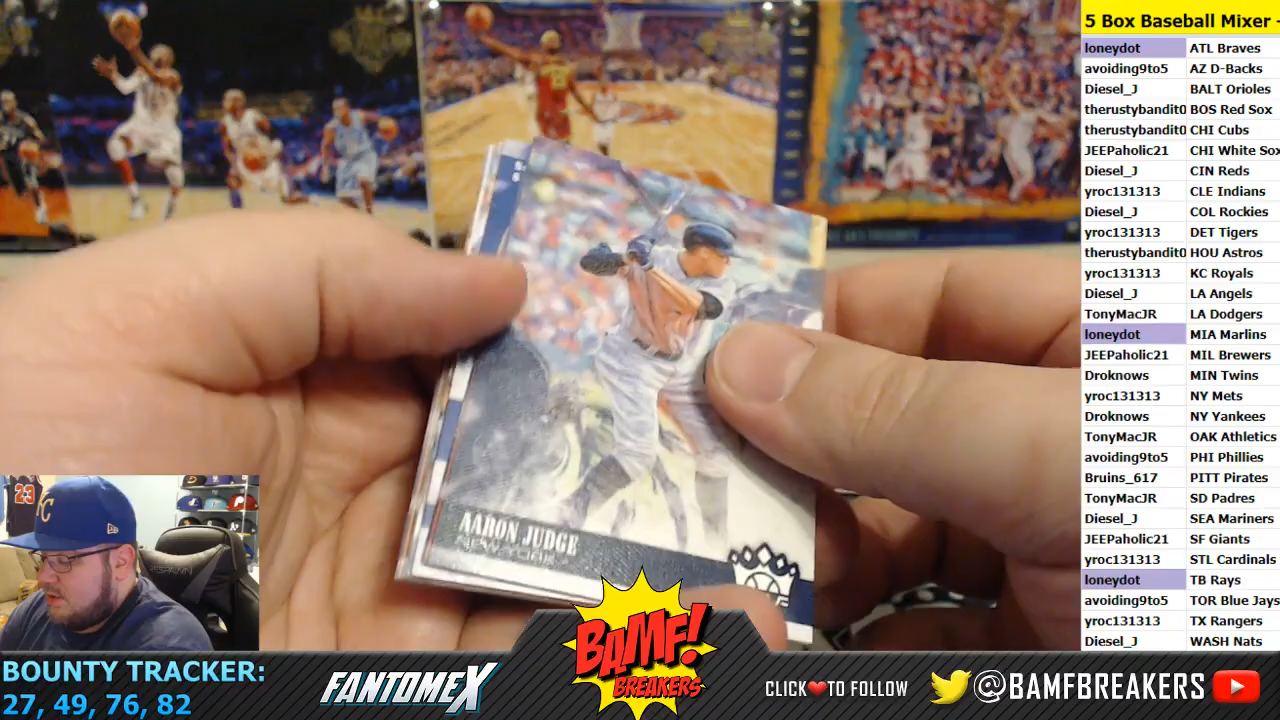 5 Box Baseball Mixer -
loneydot ATL Braves
avoiding9to5 AZ D-Backs
Diesel_J BALT Orioles
therustybandit0 BOS Red Sox
therustybandit0 CHI Cubs
JEEPaholic21 CHI White Sox
Diesel_J CIN Reds
yroc131313 CLE Indians
Diesel_J COL Rockies
yroc131313 DET Tigers
therustybandit0 HOU Astros
yroc131313 KC Royals
Diesel_J LA Angels
TonyMacJR LA Dodgers
loneydot MIA Marlins
JEEPaholic21 MIL Brewers
Droknows MIN Twins
yroc131313 NY Mets
Droknows NY Yankees
TonyMacJR OAK Athletics
avoiding9to5 PHI Phillies
Bruins_617 PITT Pirates
TonyMacJR SD Padres
Diesel_J SEA Mariners
JEEPaholic21 SF Giants
yroc131313 STL Cardinals
loneydot TB Rays
avoiding9to5 TOR Blue Jays
yroc131313 TX Rangers
Diesel_J WASH Nats
AARON JUDGE
NEW YORK
23
KC
BOUNTY TRACKER:
27, 49, 76, 82
FANTOMEX
BAMF!
BREAKERS
CLICK TO FOLLOW
@BAMFBREAKERS